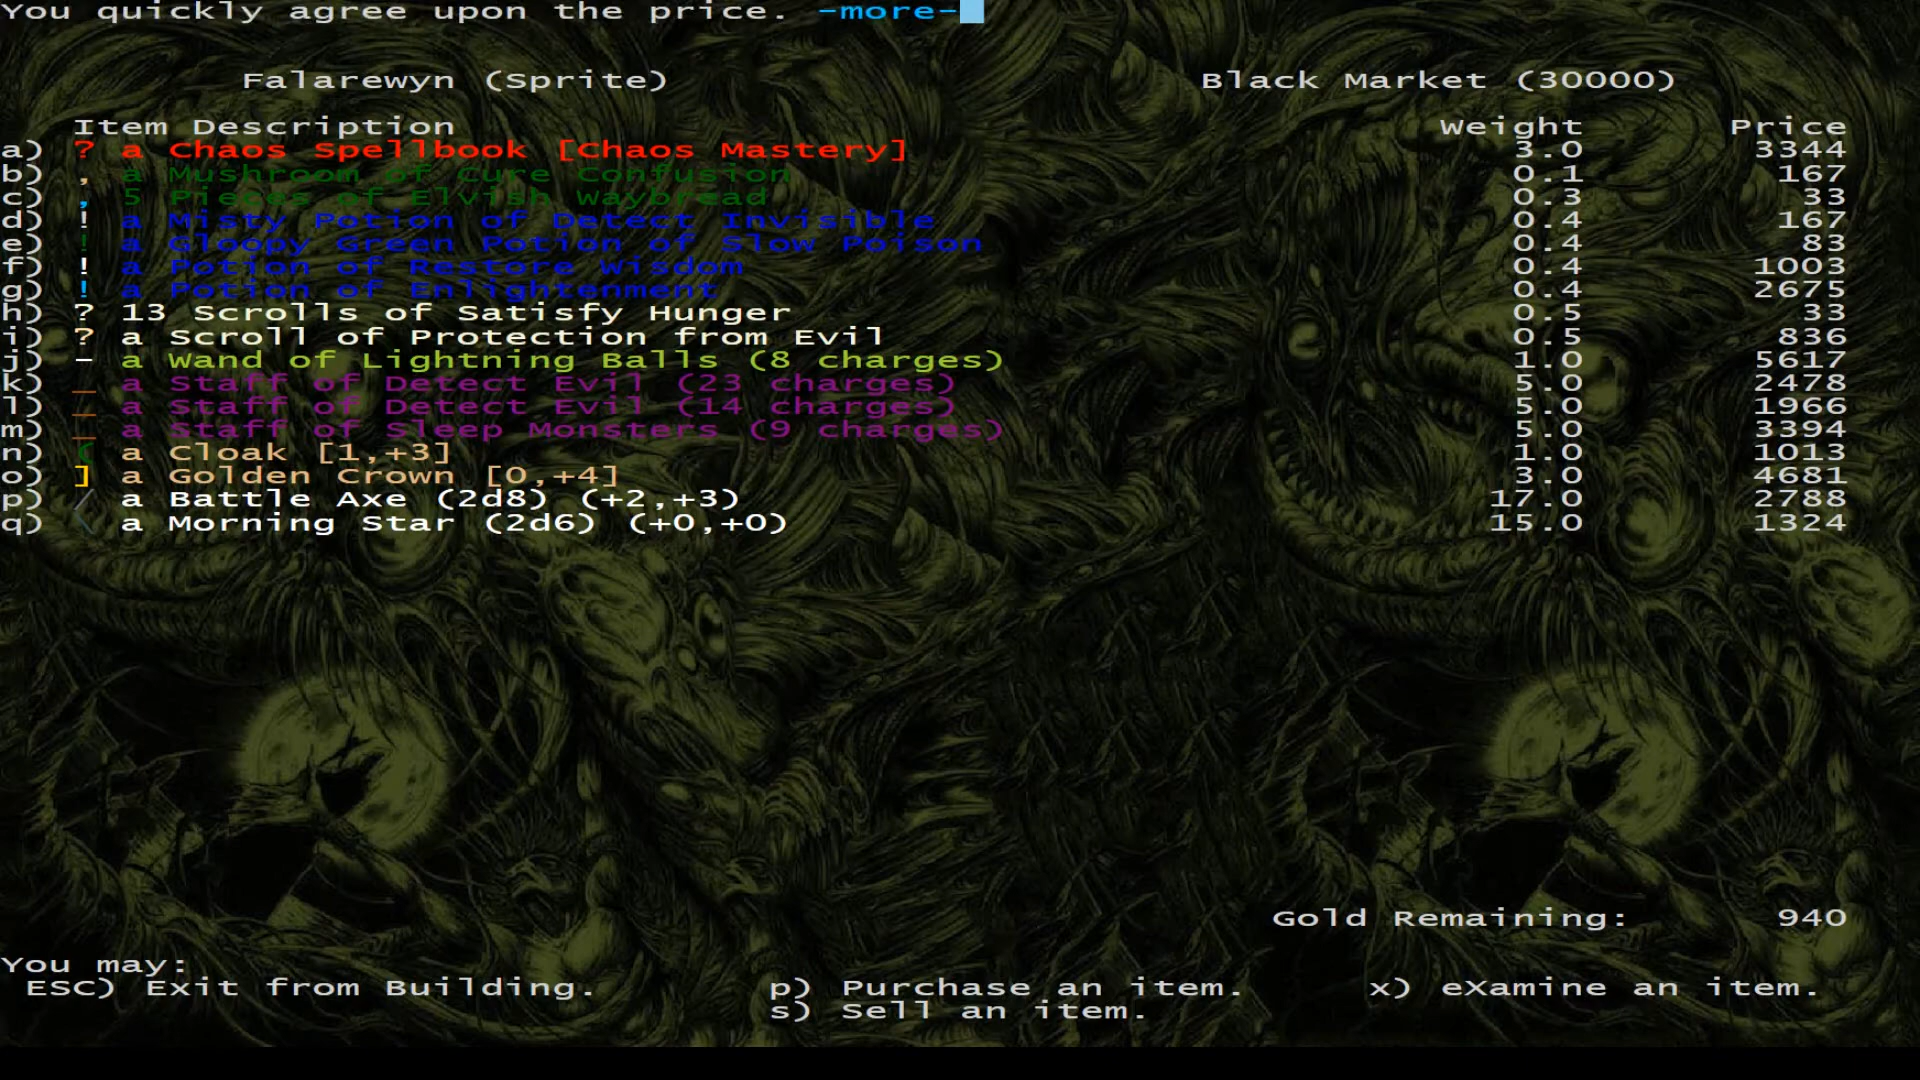 You quickly agree upon the price. -more-
Falarewyn (Sprite) Black Market (30000)
Item Description Weight Price
a) ? a Chaos Spellbook [Chaos Mastery] 3.0 3344
b) , a Mushroom of Cure Confusion 0.1 167
c) , 5 Pieces of Elvish Waybread 0.3 33
d) ! a Misty Potion of Detect Invisible 0.4 167
e) ! a Gloopy Green Potion of Slow Poison 0.4 83
f) ! a Potion of Restore Wisdom 0.4 1003
g) ! a Potion of Enlightenment 0.4 2675
h) ? 13 Scrolls of Satisfy Hunger 0.5 33
i) ? a Scroll of Protection from Evil 0.5 836
j) - a Wand of Lightning Balls (8 charges) 1.0 5617
k) _ a Staff of Detect Evil (23 charges) 5.0 2478
l) _ a Staff of Detect Evil (14 charges) 5.0 1966
m) _ a Staff of Sleep Monsters (9 charges) 5.0 3394
n) ( a Cloak [1,+3] 1.0 1013
o) ] a Golden Crown [0,+4] 3.0 4681
p) / a Battle Axe (2d8) (+2,+3) 17.0 2788
q) \ a Morning Star (2d6) (+0,+0) 15.0 1324
Gold Remaining: 940
You may:
ESC) Exit from Building. p) Purchase an item. x) eXamine an item.
s) Sell an item.